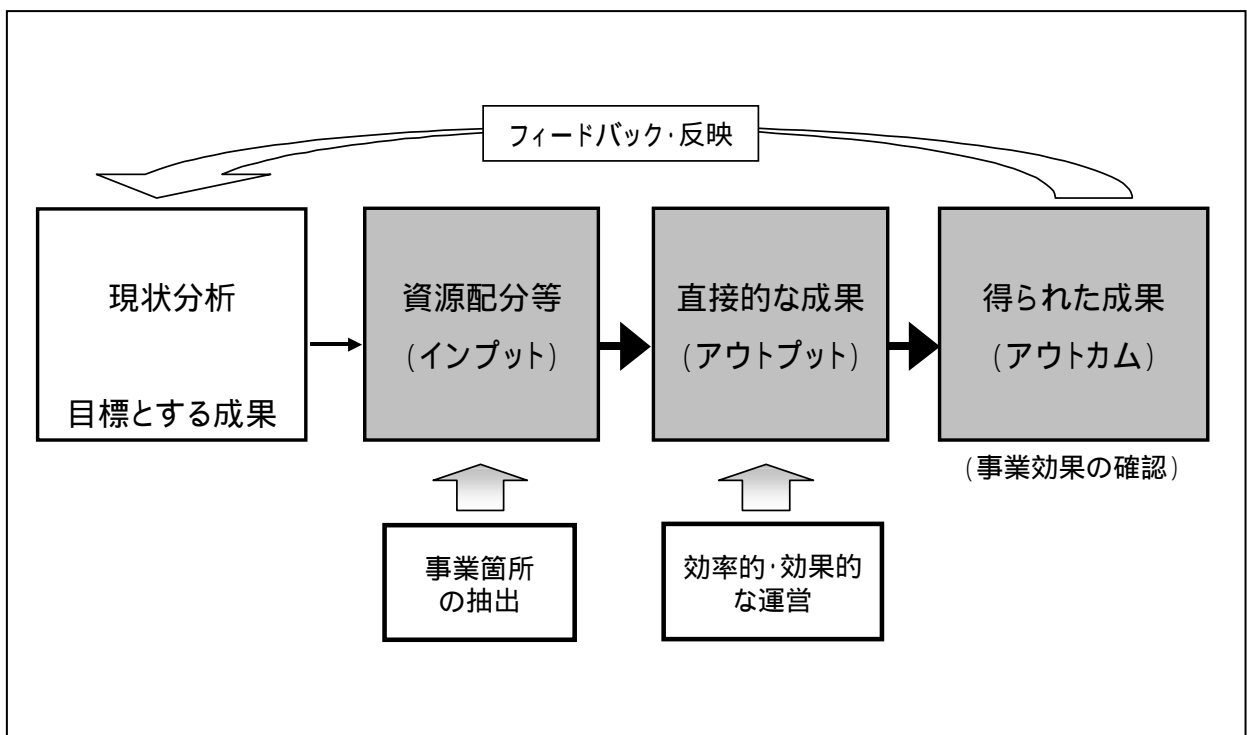 フィードバック・反映
現状分析
目標とする成果
資源配分等
(インプット)
直接的な成果
(アウトプット)
得られた成果
(アウトカム)
(事業効果の確認)
事業箇所
の抽出
効率的・効果的
な運営